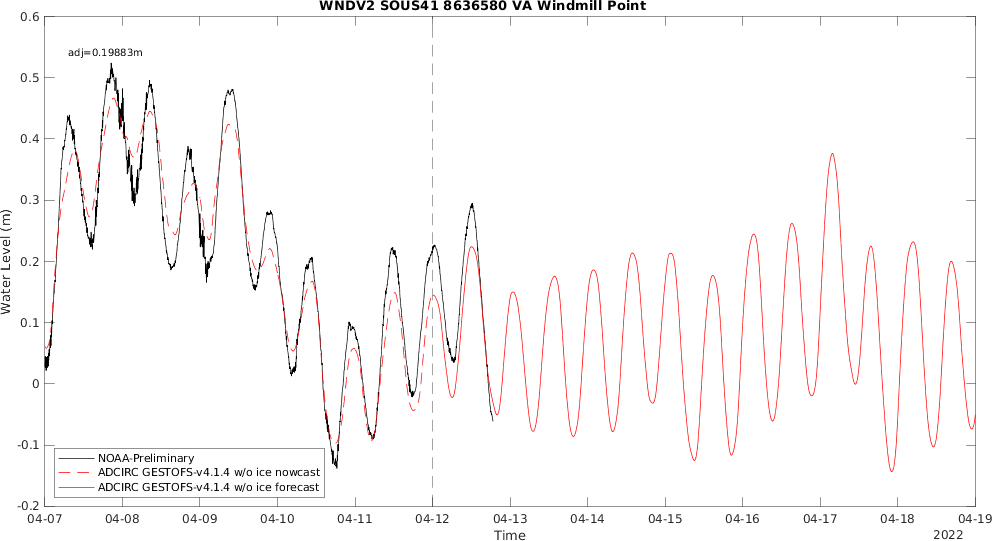 WNDV2 SOUS41 8636580 VA Windmill Point
0.6
adj=0.19883m
0.5
0.4
0.3
0.2
0.1
0
-0.1
-0.2
Water Level (m)
NOAA-Preliminary
ADCIRC GESTOFS-v4.1.4 w/o ice nowcast
ADCIRC GESTOFS-v4.1.4 w/o ice forecast
04-07 04-08 04-09 04-10 04-11 04-12 04-13 04-14 04-15 04-16 04-17 04-18 04-19
Time
2022